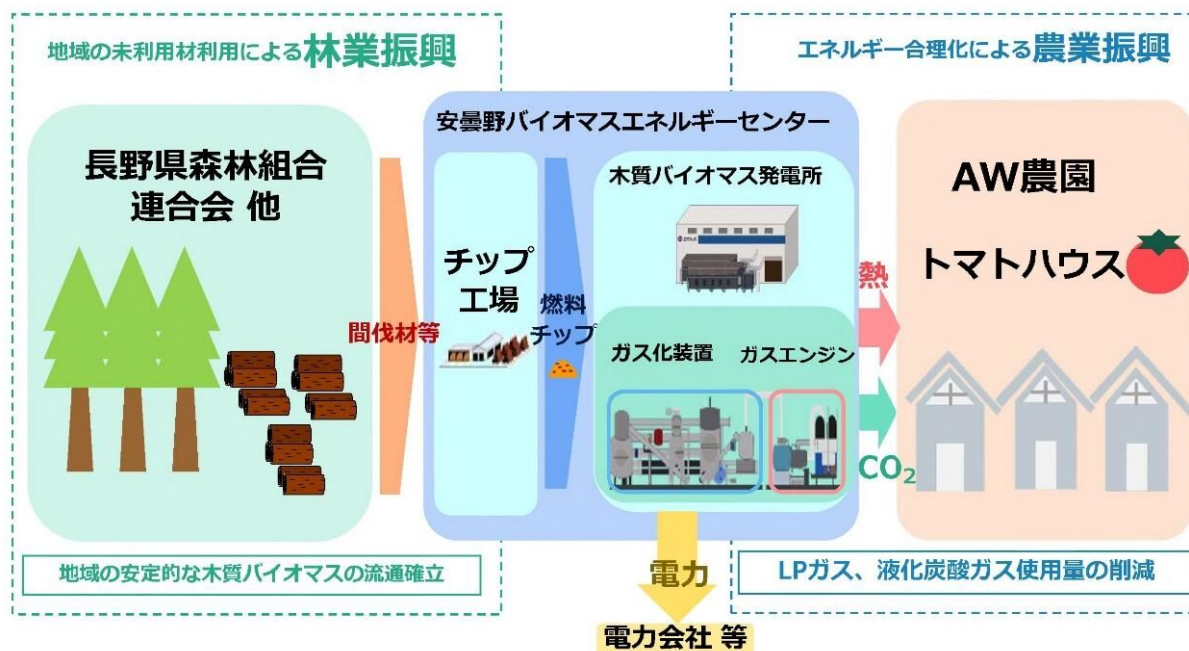 地域の未利用材利用による林業振興
長野県森林組合
連合会 他
間伐材等
地域の安定的な木質バイオマスの流通確立
安曇野バイオマスエネルギーセンター
チップ
工場
燃料
チップ
木質バイオマス発電所
ガス化装置
ガスエンジン
電力
電力会社 等
エネルギー合理化による農業振興
熱
CO₂
AW農園
トマトハウス
LPガス、液化炭酸ガス使用量の削減